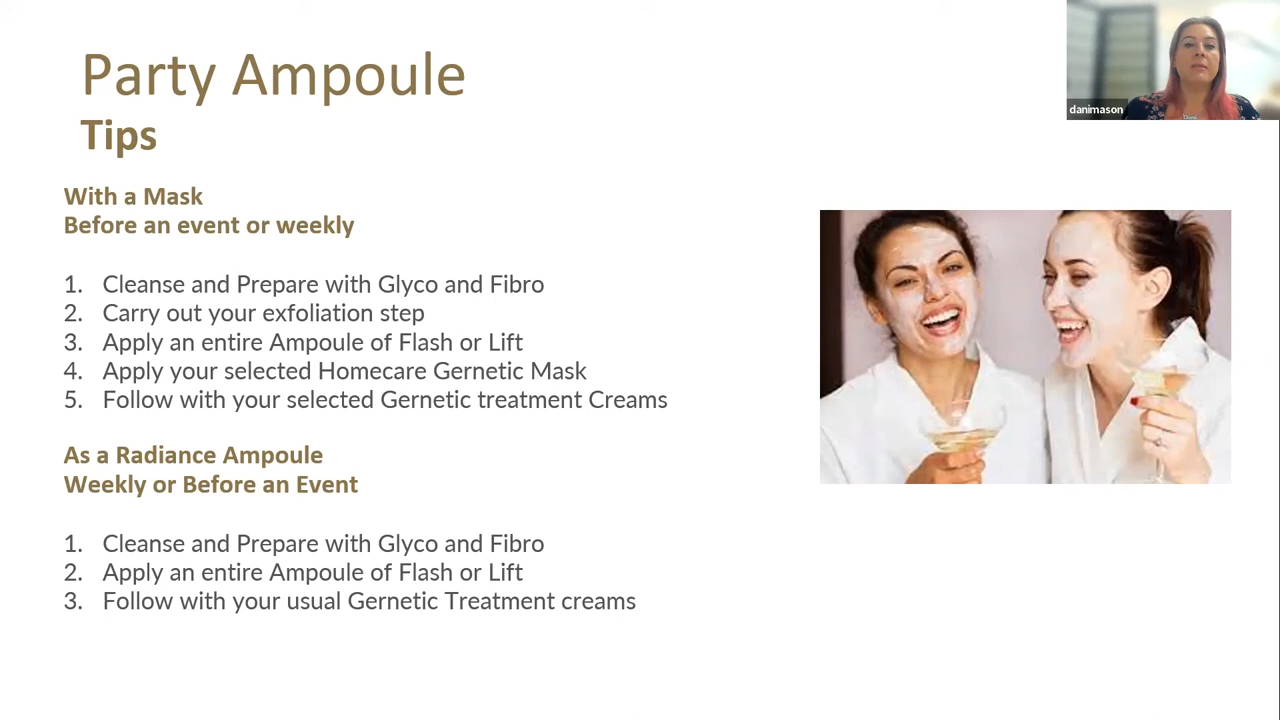 Party Ampoule
Tips
danimason
With a Mask
Before an event or weekly
1. Cleanse and Prepare with Glyco and Fibro
2. Carry out your exfoliation step
3. Apply an entire Ampoule of Flash or Lift
4. Apply your selected Homecare Gernetic Mask
5. Follow with your selected Gernetic treatment Creams
As a Radiance Ampoule
Weekly or Before an Event
1. Cleanse and Prepare with Glyco and Fibro
2. Apply an entire Ampoule of Flash or Lift
3. Follow with your usual Gernetic Treatment creams